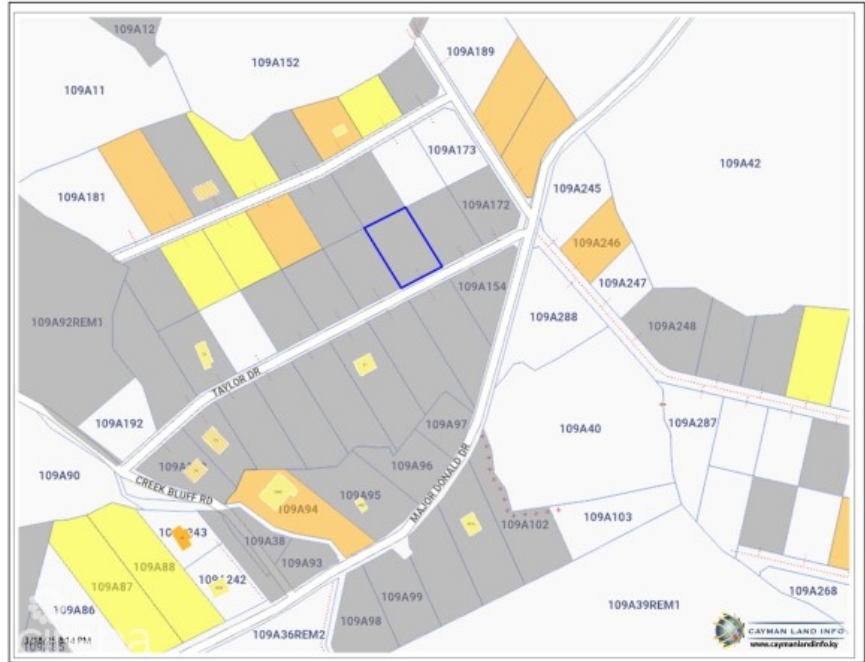 109A12
109A152
109A189
109A11
109A42
109A173
109A181
109A245
109A172
109A246
109A247
109A154
109A92REM1
109A288
109A248
TAYLOR DR
109A192
109A97
109A287
109A40
109A96
MAJOR DONALD DR
109A90
CREEK BLUFF RD
109A95
109A94
109A103
109A102
109A38
109A88
109A242
109A93
109A87
109A268
109A86
109A99
109A39REM1
109A98
109A36REM2
CAYMAN LAND INFO
www.caymanlandinfo.ky